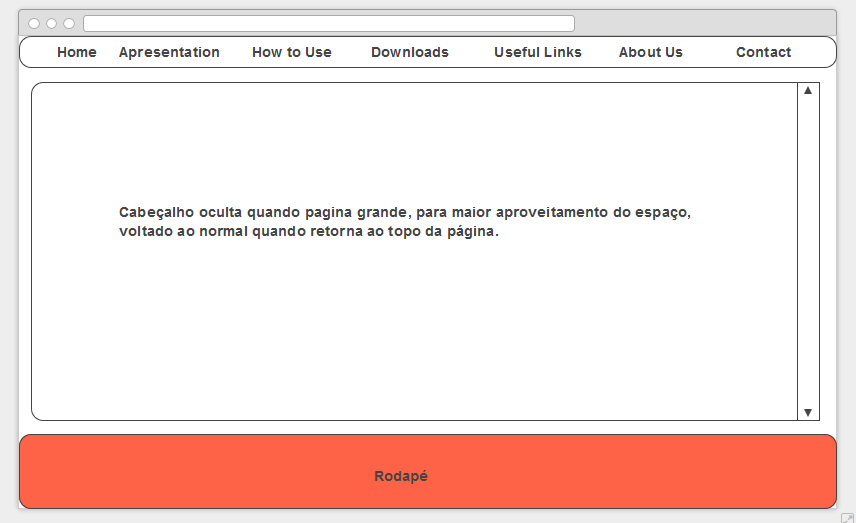 Home Apresentation How to Use Downloads Useful Links About Us Contact
Cabeçalho oculta quando pagina grande, para maior aproveitamento do espaço,
voltado ao normal quando retorna ao topo da página.
Rodapé